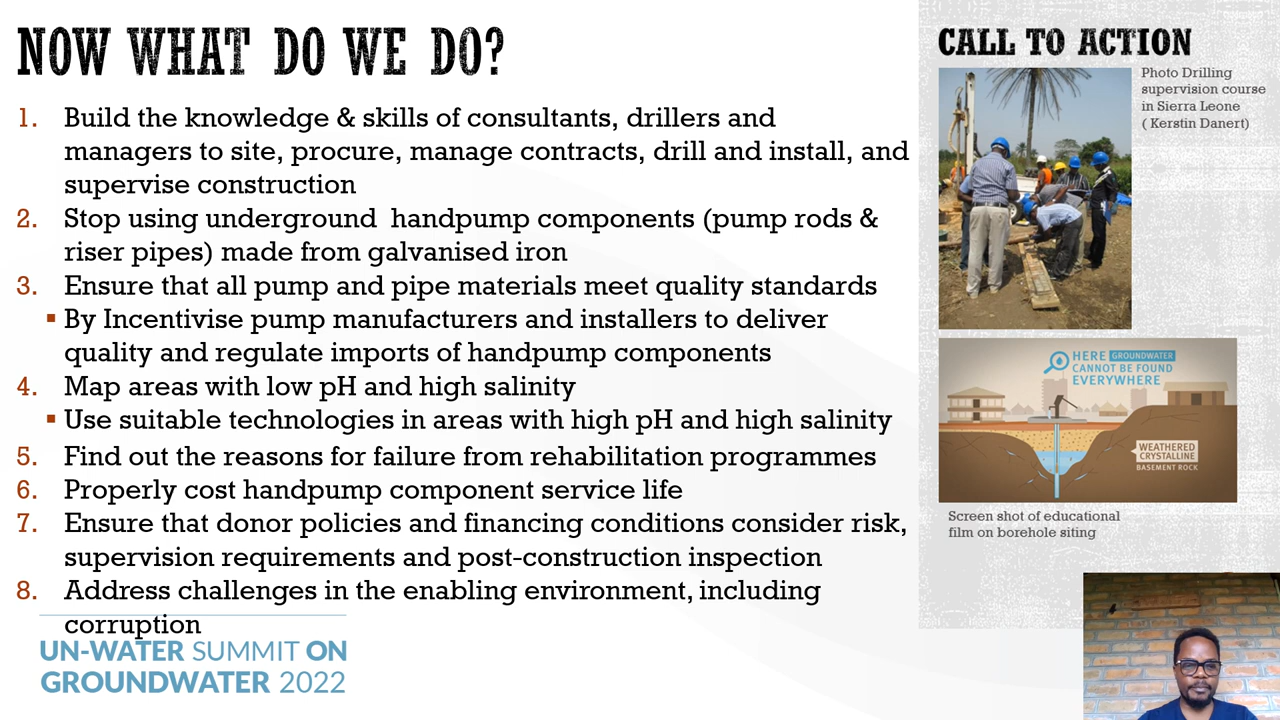 NOW WHAT DO WE DO?
1. Build the knowledge & skills of consultants, drillers and
managers to site, procure, manage contracts, drill and install, and
supervise construction
2. Stop using underground handpump components (pump rods &
riser pipes) made from galvanised iron
3. Ensure that all pump and pipe materials meet quality standards
▪ By Incentivise pump manufacturers and installers to deliver
quality and regulate imports of handpump components
4. Map areas with low pH and high salinity
▪ Use suitable technologies in areas with high pH and high salinity
5. Find out the reasons for failure from rehabilitation programmes
6. Properly cost handpump component service life
7. Ensure that donor policies and financing conditions consider risk,
supervision requirements and post-construction inspection
8. Address challenges in the enabling environment, including
corruption
UN-WATER SUMMIT ON
GROUNDWATER 2022
CALL TO ACTION
Photo Drilling
supervision course
in Sierra Leone
( Kerstin Danert)
HERE GROUNDWATER
CANNOT BE FOUND
EVERYWHERE
WEATHERED
CRYSTALLINE
BASEMENT ROCK
Screen shot of educational
film on borehole siting